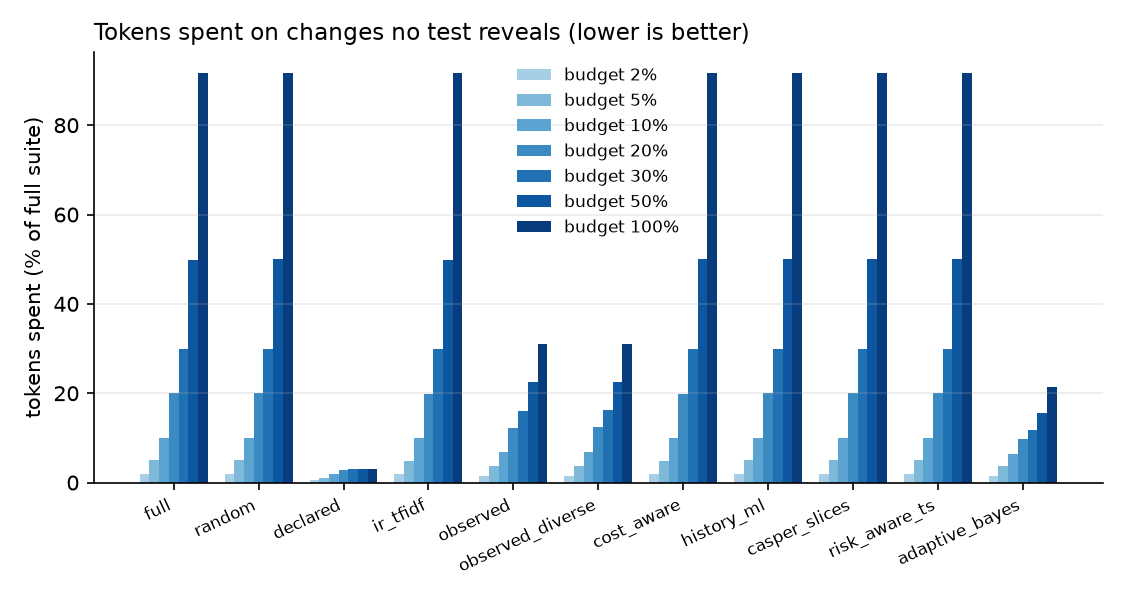 Tokens spent on changes no test reveals (lower is better)
budget 2%
budget 5%
budget 10%
budget 20%
budget 30%
budget 50%
budget 100%
tokens spent (% of full suite)
80
60
40
20
0
full
random
declared
ir_tfidf
observed
observed_diverse
cost_aware
history_ml
casper_slices
risk_aware_ts
adaptive_bayes